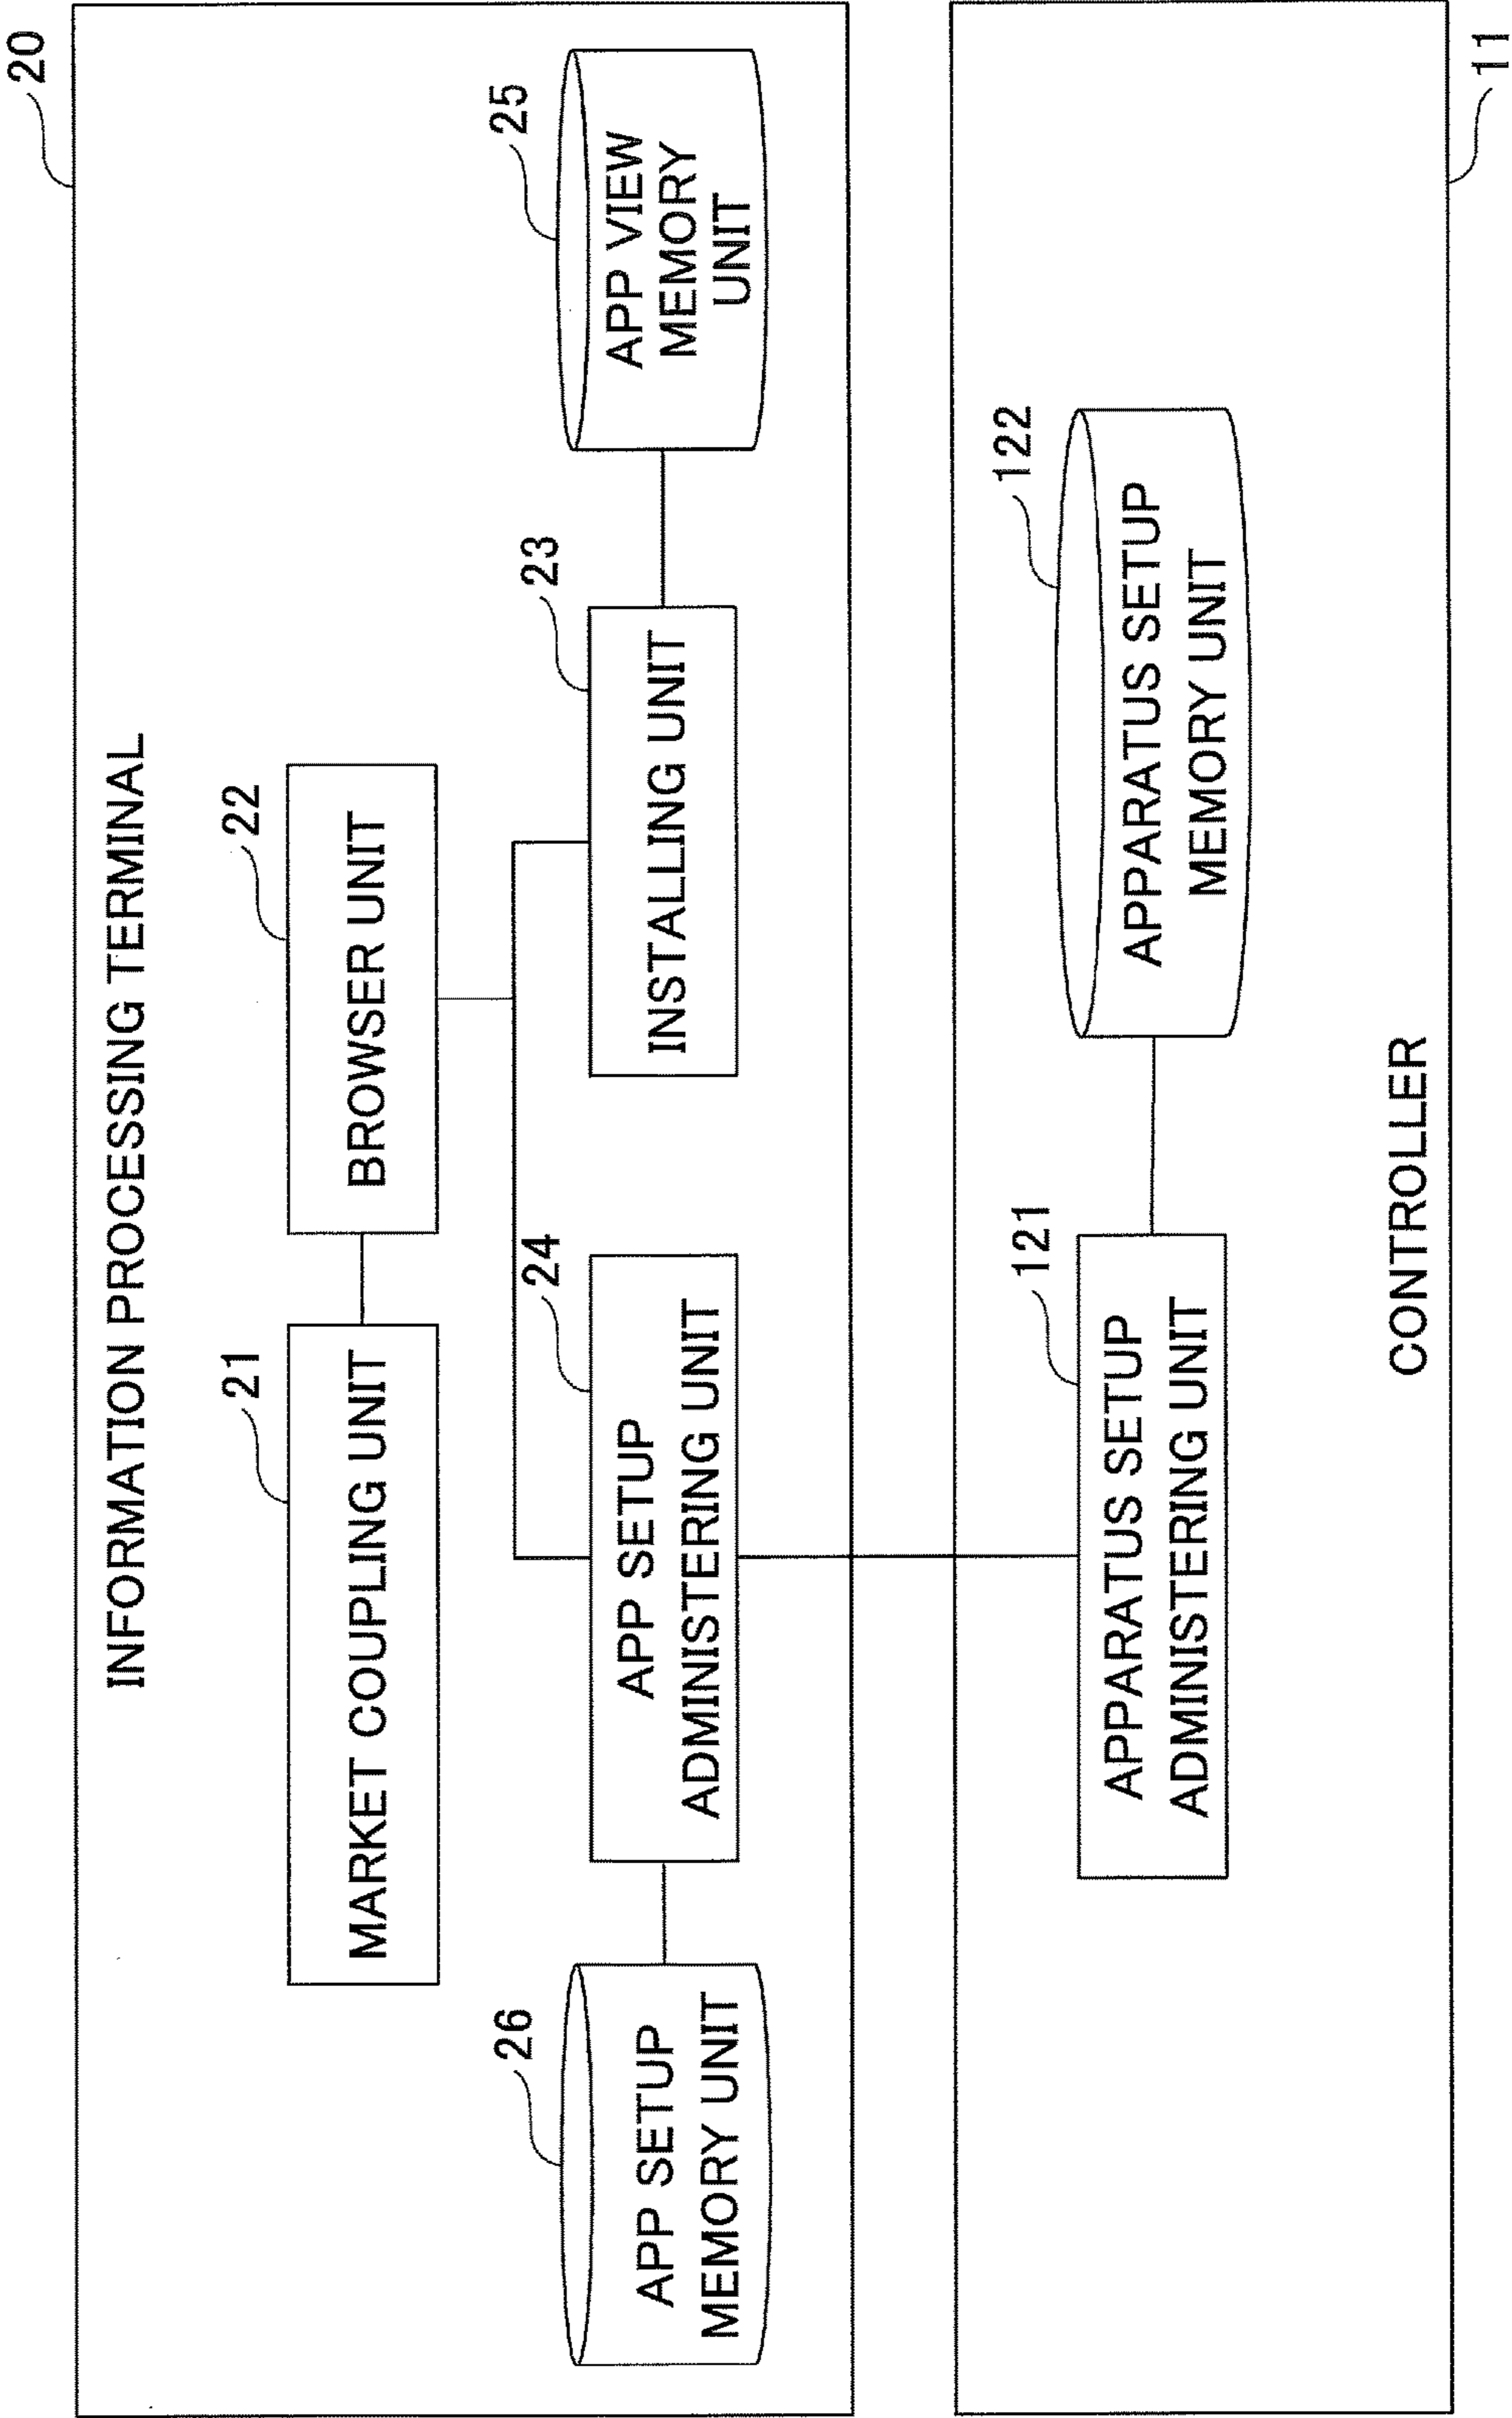 20
INFORMATION PROCESSING TERMINAL
21
MARKET COUPLING UNIT
22
BROWSER UNIT
26
APP SETUP
MEMORY UNIT
24
APP SETUP
ADMINISTERING UNIT
23
INSTALLING UNIT
25
APP VIEW
MEMORY
UNIT
121
APPARATUS SETUP
ADMINISTERING UNIT
122
APPARATUS SETUP
MEMORY UNIT
CONTROLLER
11